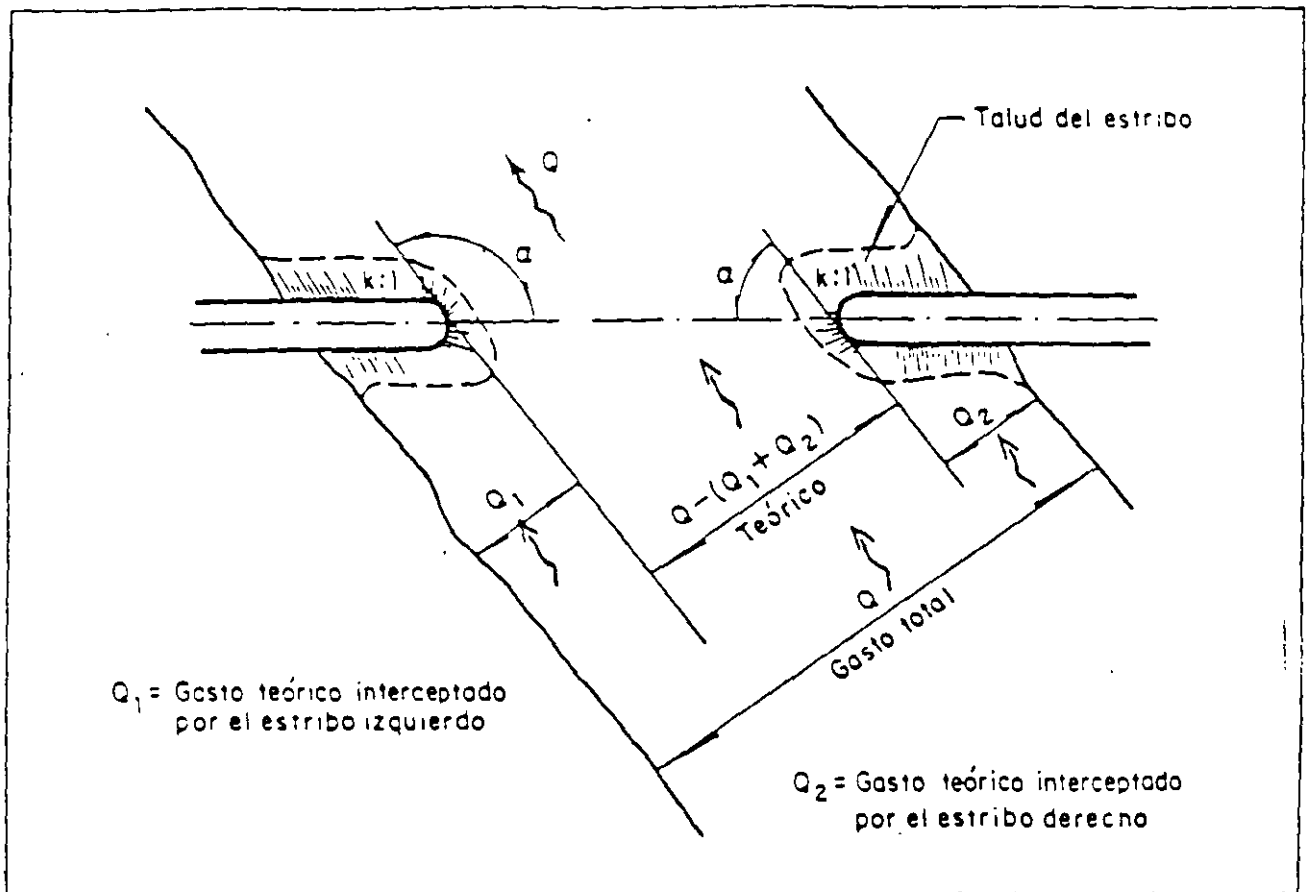 Talud del estribo
Q
α
α
k:1
k:1
Q₂
Q-(Q₁+Q₂)
Teórico
Q₁
Q
Gasto total
Q₁ = Gasto teórico interceptado
por el estribo izquierdo
Q₂ = Gasto teórico interceptado
por el estribo derecho